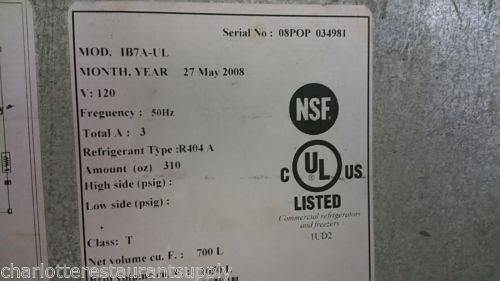 Serial No : 08POP 034981
MOD. IB7A-UL
MONTH, YEAR 27 May 2008
V: 120
Freguency : 50Hz
Total A : 3
Refrigerant Type :R404 A
Amount (oz) 310
High side (psig) :
Low side (psig) :
.
Class: T
Net volume cu. F. : 700 L
NSF
C UL US
LISTED
Commercial refrigerators
and freezers
1UD2
charlotterestaurantsupply